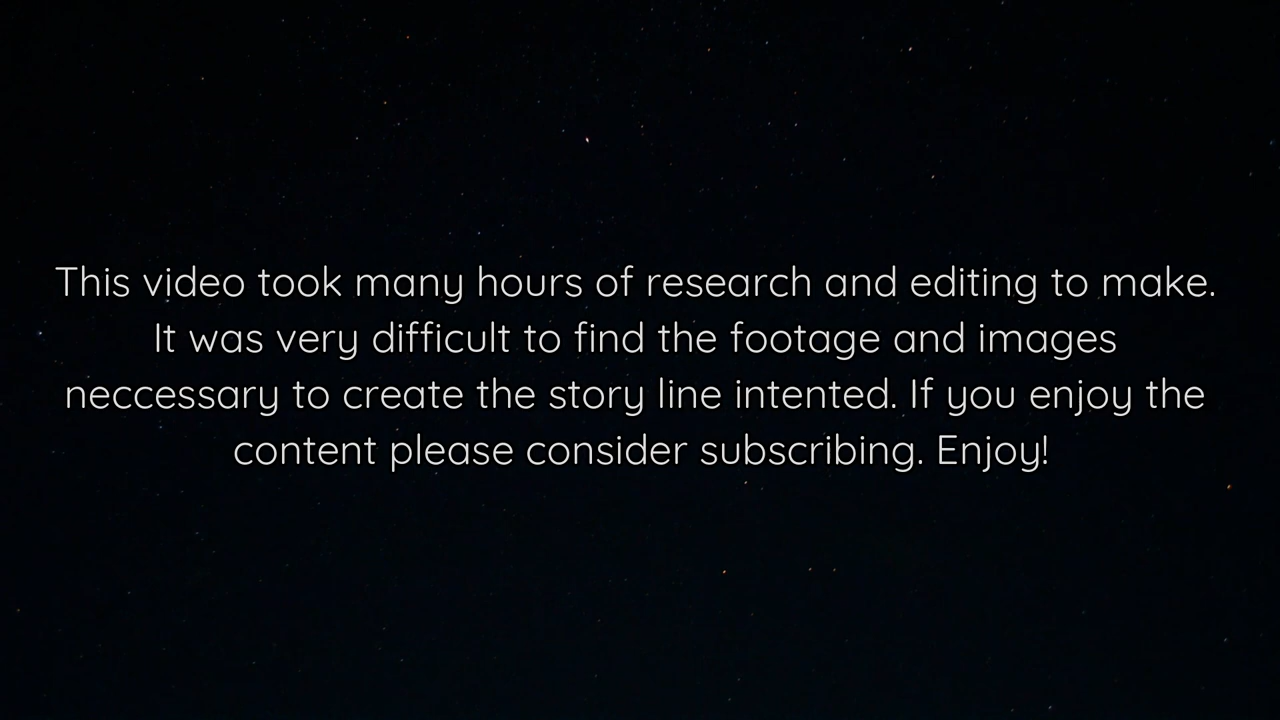 This video took many hours of research and editing to make.
It was very difficult to find the footage and images
neccessary to create the story line intented. If you enjoy the
content please consider subscribing. Enjoy!